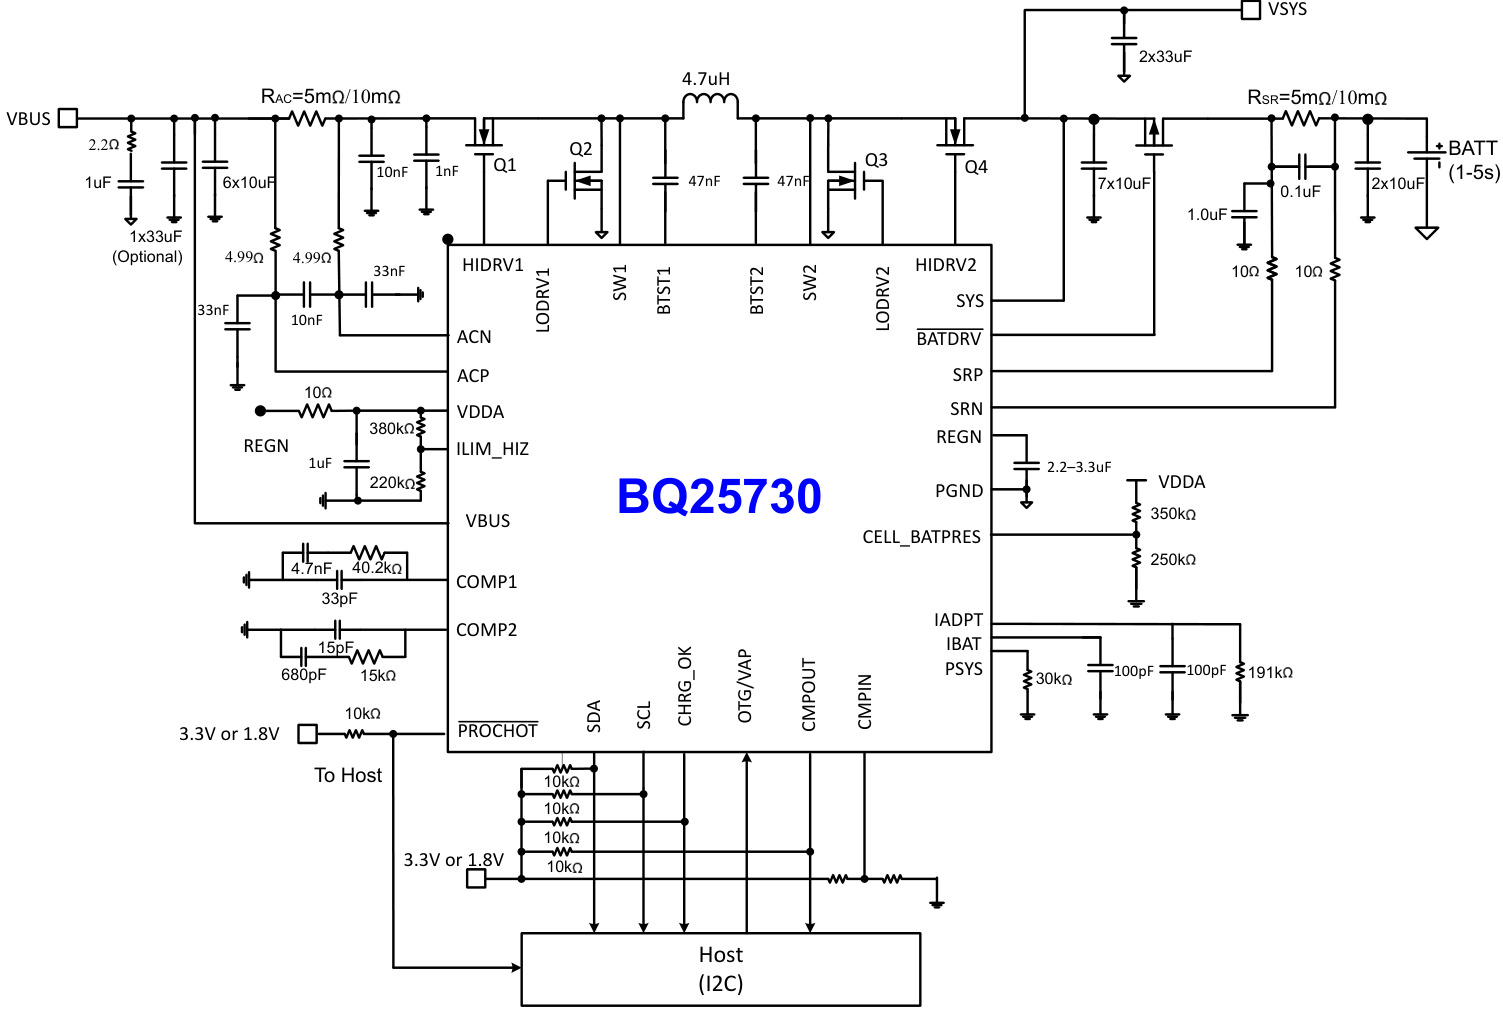 VSYS
2x33uF
4.7uH
RAC=5mΩ/10mΩ
RSR=5mΩ/10mΩ
VBUS
2.2Ω
1uF
6x10uF
10nF
1nF
Q1
Q2
47nF
47nF
Q3
Q4
7x10uF
1.0uF
0.1uF
2x10uF
+
BATT
-
(1-5s)
1x33uF
(Optional)
4.99Ω
4.99Ω
33nF
33nF
10nF
10Ω
10Ω
HIDRV1
LODRV1
SW1
BTST1
BTST2
SW2
LODRV2
HIDRV2
SYS
BATDRV
SRP
SRN
REGN
PGND
CELL_BATPRES
IADPT
IBAT
PSYS
ACN
ACP
VDDA
ILIM_HIZ
VBUS
COMP1
COMP2
PROCHOT
10Ω
REGN
380kΩ
1uF
220kΩ
BQ25730
2.2–3.3uF
VDDA
350kΩ
250kΩ
4.7nF
40.2kΩ
33pF
15pF
680pF
15kΩ
30kΩ
100pF
100pF
191kΩ
10kΩ
3.3V or 1.8V
To Host
SDA
SCL
CHRG_OK
OTG/VAP
CMPOUT
CMPIN
10kΩ
10kΩ
10kΩ
10kΩ
3.3V or 1.8V
Host
(I2C)